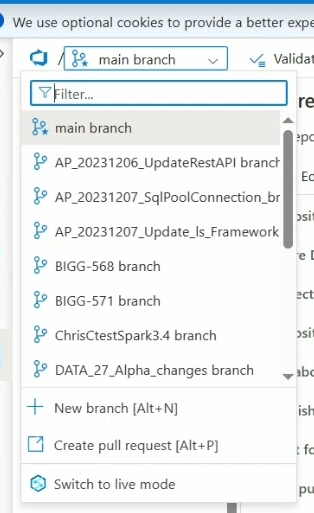 We use optional cookies to provide a better expe
/ main branch
Validat
Filter...
main branch
AP_20231206_UpdateRestAPI branch
AP_20231207_SqlPoolConnection_br
AP_20231207_Update_ls_Framework
BIGG-568 branch
BIGG-571 branch
ChrisCtestSpark3.4 branch
DATA_27_Alpha_changes branch
New branch [Alt+N]
Create pull request [Alt+P]
Switch to live mode